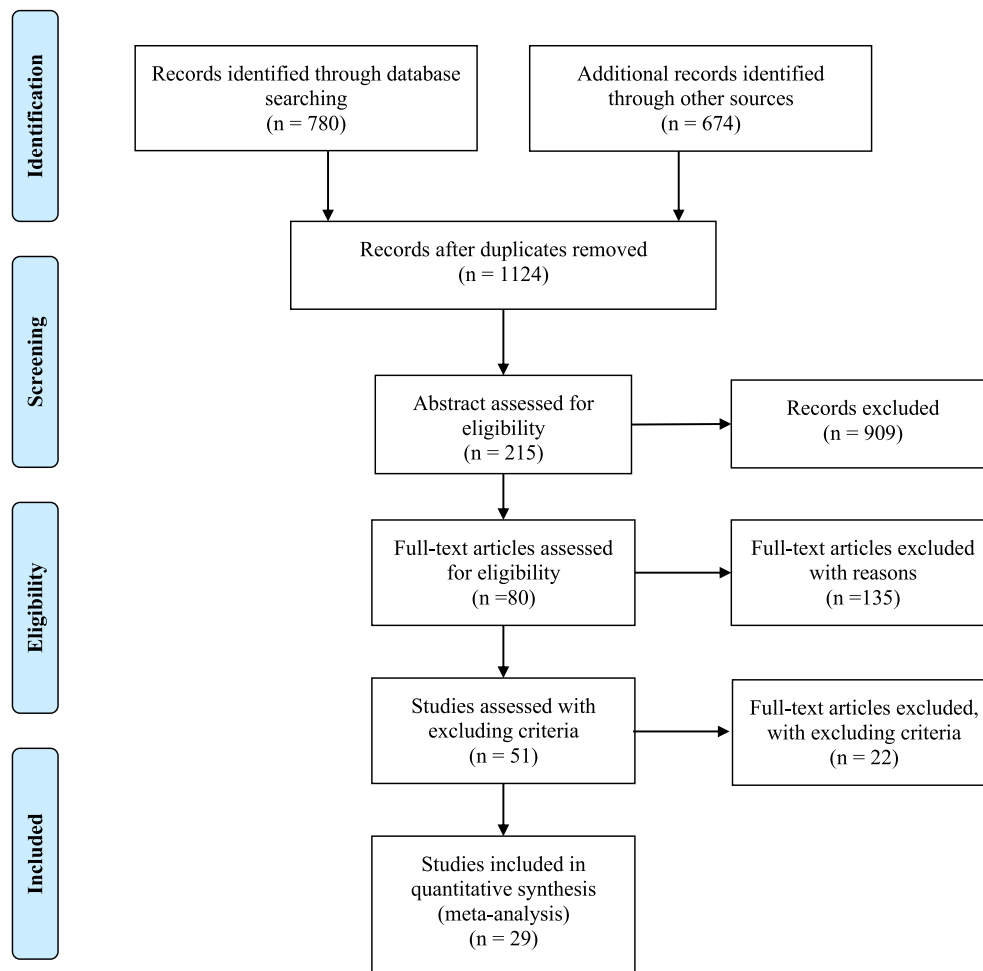 Identification
Records identified through database
searching
(n = 780)
Additional records identified
through other sources
(n = 674)
Records after duplicates removed
(n = 1124)
Screening
Abstract assessed for
eligibility
(n = 215)
Records excluded
(n = 909)
Eligibility
Full-text articles assessed
for eligibility
(n =80)
Full-text articles excluded
with reasons
(n =135)
Studies assessed with
excluding criteria
(n = 51)
Full-text articles excluded,
with excluding criteria
(n = 22)
Included
Studies included in
quantitative synthesis
(meta-analysis)
(n = 29)